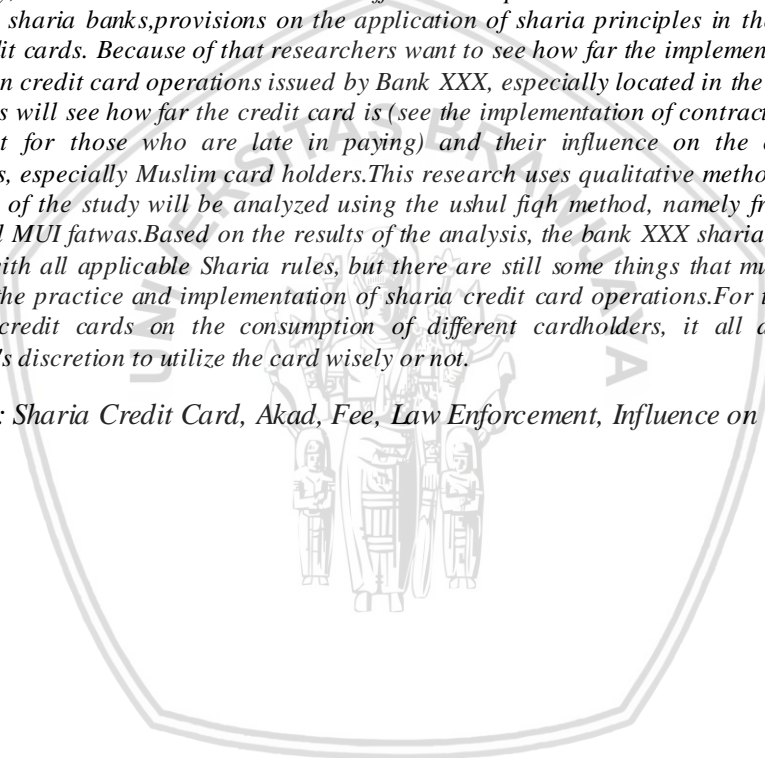 sharia banks,provisions on the application of sharia principles in the
dit cards. Because of that researchers want to see how far the implemen
n credit card operations issued by Bank XXX, especially located in the
s will see how far the credit card is (see the implementation of contract
t for those who are late in paying) and their influence on the
s, especially Muslim card holders.This research uses qualitative metho
of the study will be analyzed using the ushul fiqh method, namely fr
d MUI fatwas.Based on the results of the analysis, the bank XXX sharia
vith all applicable Sharia rules, but there are still some things that mu
the practice and implementation of sharia credit card operations.For
credit cards on the consumption of different cardholders, it all
's discretion to utilize the card wisely or not.
: Sharia Credit Card, Akad, Fee, Law Enforcement, Influence on
UNIVERSITAS BRAWIJAYA